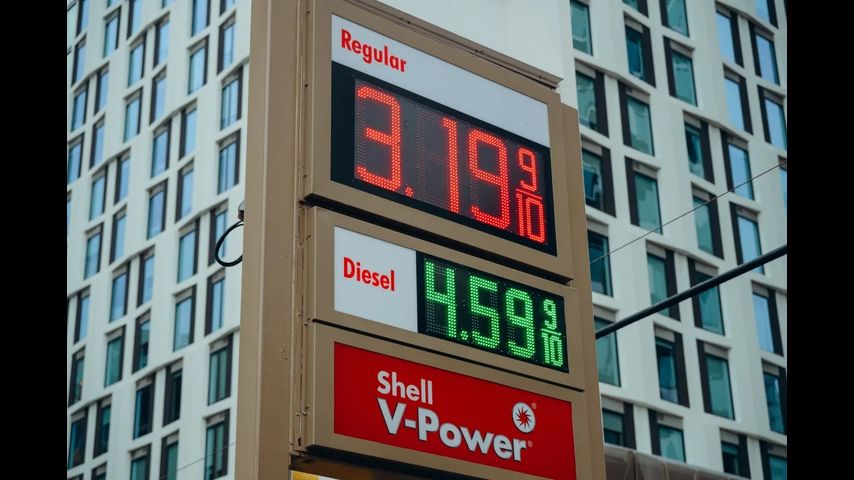 Regular
3.19 9/10
Diesel
4.59 9/10
Shell
V-Power®